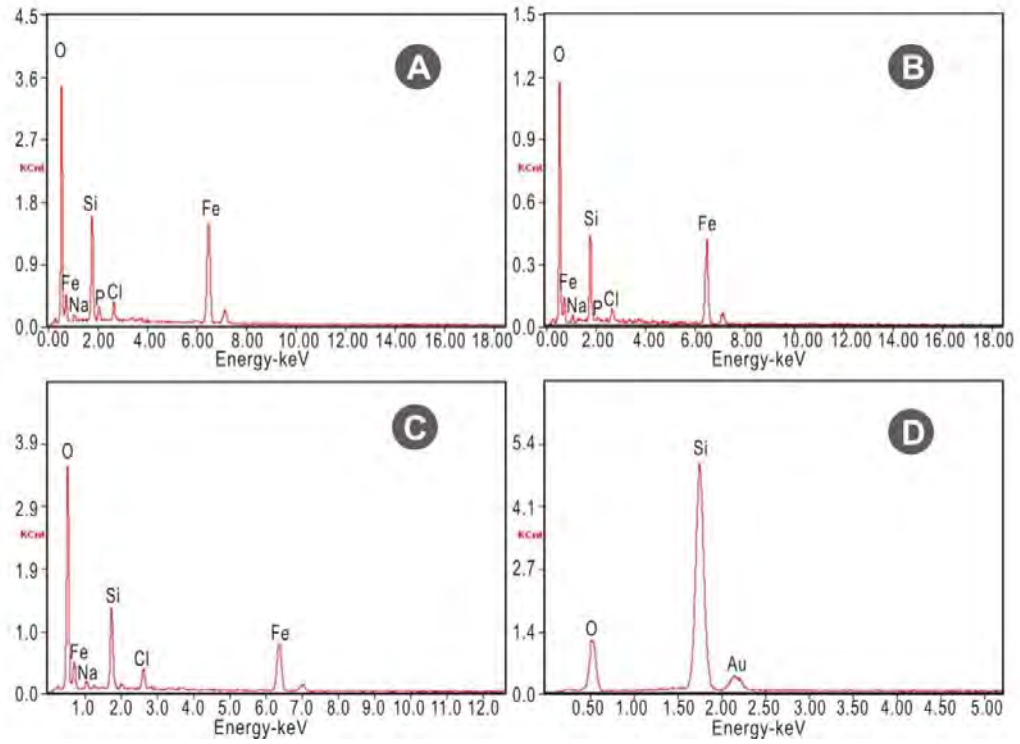 4.5
3.6
2.7
1.8
0.9
0.0
KCnt
O
Fe
Na
Si
P
Cl
Fe
A
0.00 2.00 4.00 6.00 8.00 10.00 12.00 14.00 16.00 18.00
Energy-keV
1.5
1.2
0.9
0.6
0.3
0.0
KCnt
O
Fe
Na
Si
P
Cl
Fe
B
0.00 2.00 4.00 6.00 8.00 10.00 12.00 14.00 16.00 18.00
Energy-keV
3.9
2.9
1.9
1.0
0.0
KCnt
O
Fe
Na
Si
Cl
Fe
C
1.0 2.0 3.0 4.0 5.0 6.0 7.0 8.0 9.0 10.0 11.0 12.0
Energy-keV
5.4
4.1
2.7
1.4
0.0
KCnt
O
Si
Au
D
0.50 1.00 1.50 2.00 2.50 3.00 3.50 4.00 4.50 5.00
Energy-keV